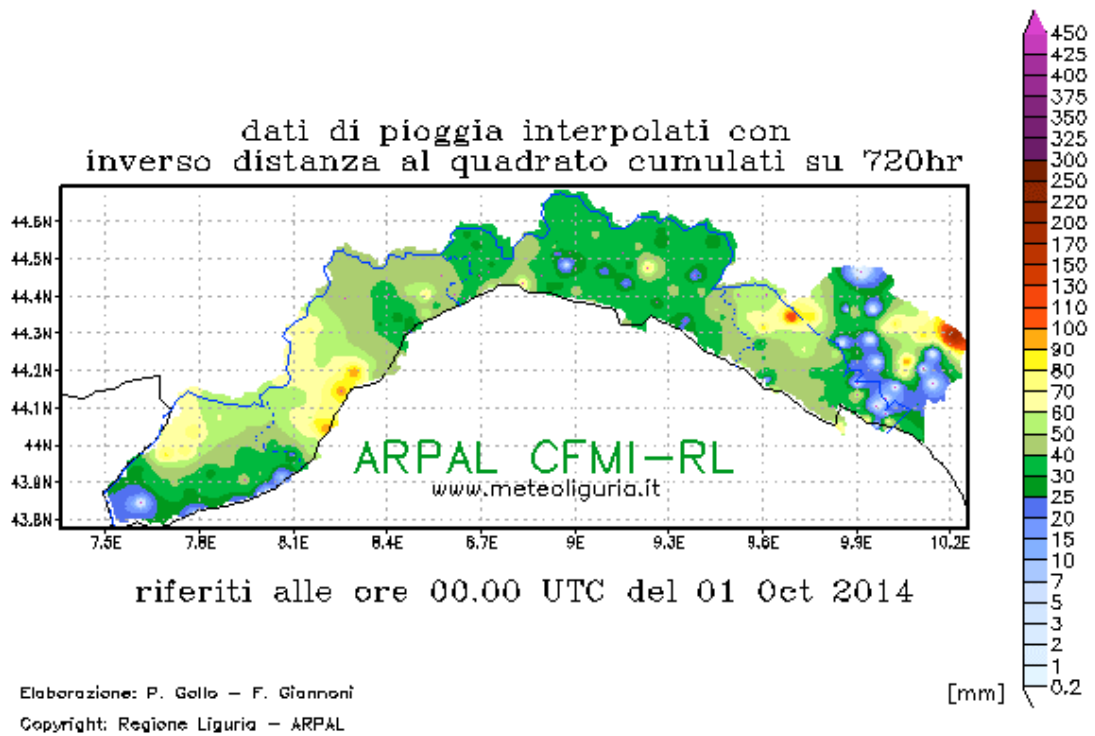 dati di pioggia interpolati con
inverso distanza al quadrato cumulati su 720hr
44.6N
44.5N
44.4N
44.3N
44.2N
44.1N
44N
43.9N
43.8N
ARPAL CFMI-RL
www.meteoliguria.it
7.5E 7.8E 8.1E 8.4E 8.7E 9E 9.3E 9.6E 9.9E 10.2E
riferiti alle ore 00.00 UTC del 01 Oct 2014
450
425
400
375
350
325
300
250
200
170
150
130
110
100
90
80
70
60
50
40
30
25
20
15
10
7
5
3
2
1
0.2
[mm]
Elaborazione: P. Gollo - F. Giannoni
Copyright: Regione Liguria - ARPAL